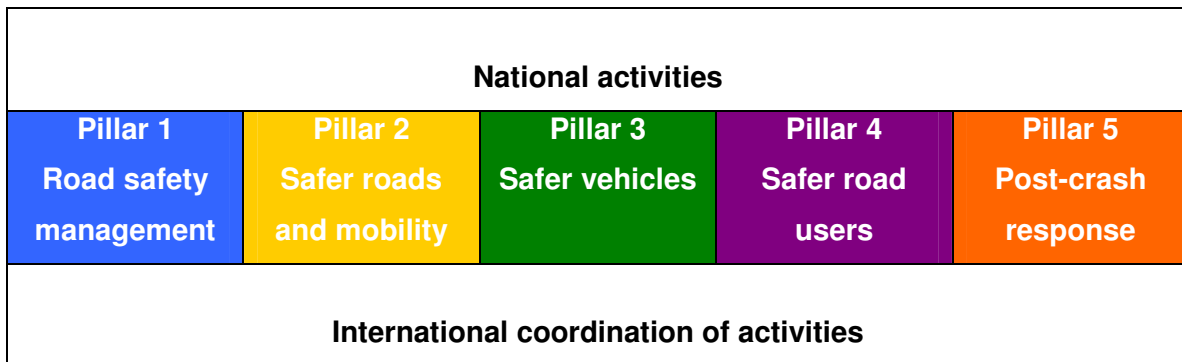 National activities
Pillar 1
Road safety
management
Pillar 2
Safer roads
and mobility
Pillar 3
Safer vehicles
Pillar 4
Safer road
users
Pillar 5
Post-crash
response
International coordination of activities